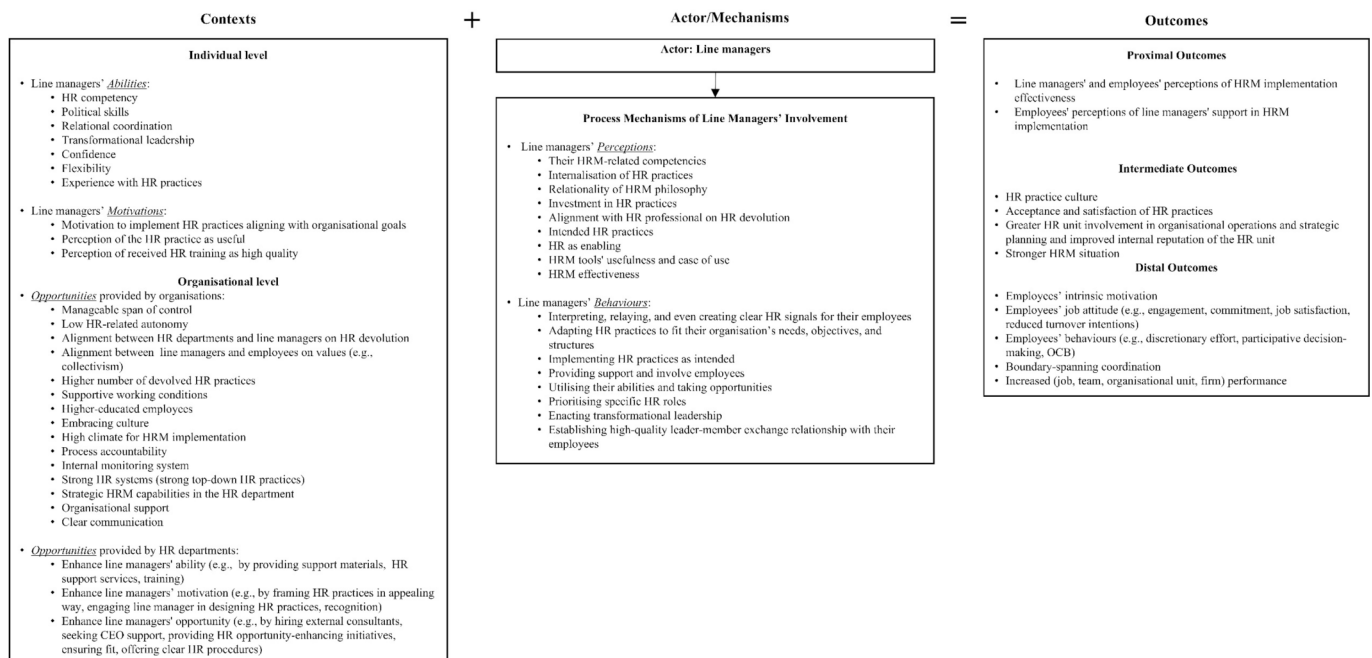 Contexts
+
Actor/Mechanisms
=
Outcomes
Individual level
• Line managers' Abilities:
• HR competency
• Political skills
• Relational coordination
• Transformational leadership
• Confidence
• Flexibility
• Experience with HR practices
• Line managers' Motivations:
• Motivation to implement HR practices aligning with organisational goals
• Perception of the HR practice as useful
• Perception of received HR training as high quality
Organisational level
• Opportunities provided by organisations:
• Manageable span of control
• Low HR-related autonomy
• Alignment between HR departments and line managers on HR devolution
• Alignment between line managers and employees on values (e.g.,
collectivism)
• Higher number of devolved HR practices
• Supportive working conditions
• Higher-educated employees
• Embracing culture
• High climate for HRM implementation
• Process accountability
• Internal monitoring system
• Strong HR systems (strong top-down HR practices)
• Strategic HRM capabilities in the HR department
• Organisational support
• Clear communication
• Opportunities provided by HR departments:
• Enhance line managers' ability (e.g., by providing support materials, HR
support services, training)
• Enhance line managers' motivation (e.g., by framing HR practices in appealing
way, engaging line manager in designing HR practices, recognition)
• Enhance line managers' opportunity (e.g., by hiring external consultants,
seeking CEO support, providing HR opportunity-enhancing initiatives,
ensuring fit, offering clear HR procedures)
Actor: Line managers
Process Mechanisms of Line Managers' Involvement
• Line managers' Perceptions:
• Their HRM-related competencies
• Internalisation of HR practices
• Relationality of HRM philosophy
• Investment in HR practices
• Alignment with HR professional on HR devolution
• Intended HR practices
• HR as enabling
• HRM tools' usefulness and ease of use
• HRM effectiveness
• Line managers' Behaviours:
• Interpreting, relaying, and even creating clear HR signals for their employees
• Adapting HR practices to fit their organisation's needs, objectives, and
structures
• Implementing HR practices as intended
• Providing support and involve employees
• Utilising their abilities and taking opportunities
• Prioritising specific HR roles
• Enacting transformational leadership
• Establishing high-quality leader-member exchange relationship with their
employees
Proximal Outcomes
• Line managers' and employees' perceptions of HRM implementation
effectiveness
• Employees' perceptions of line managers' support in HRM
implementation
Intermediate Outcomes
• HR practice culture
• Acceptance and satisfaction of HR practices
• Greater HR unit involvement in organisational operations and strategic
planning and improved internal reputation of the HR unit
• Stronger HRM situation
Distal Outcomes
• Employees' intrinsic motivation
• Employees' job attitude (e.g., engagement, commitment, job satisfaction,
reduced turnover intentions)
• Employees' behaviours (e.g., discretionary effort, participative decision-
making, OCB)
• Boundary-spanning coordination
• Increased (job, team, organisational unit, firm) performance